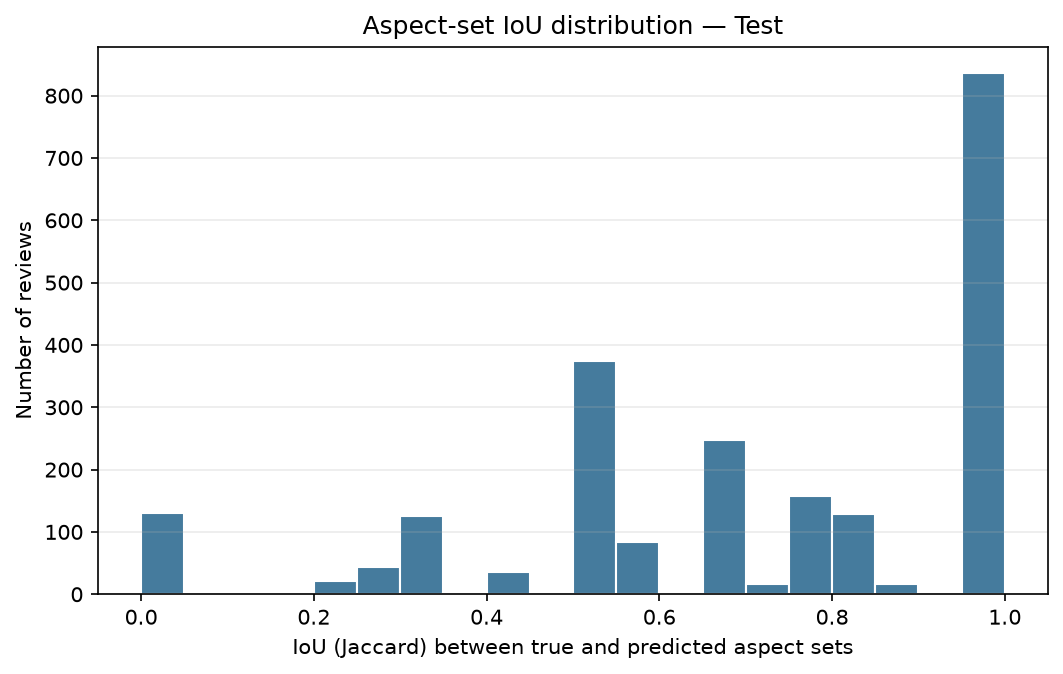 Aspect-set IoU distribution — Test
Number of reviews
800
700
600
500
400
300
200
100
0
0.0 0.2 0.4 0.6 0.8 1.0
IoU (Jaccard) between true and predicted aspect sets